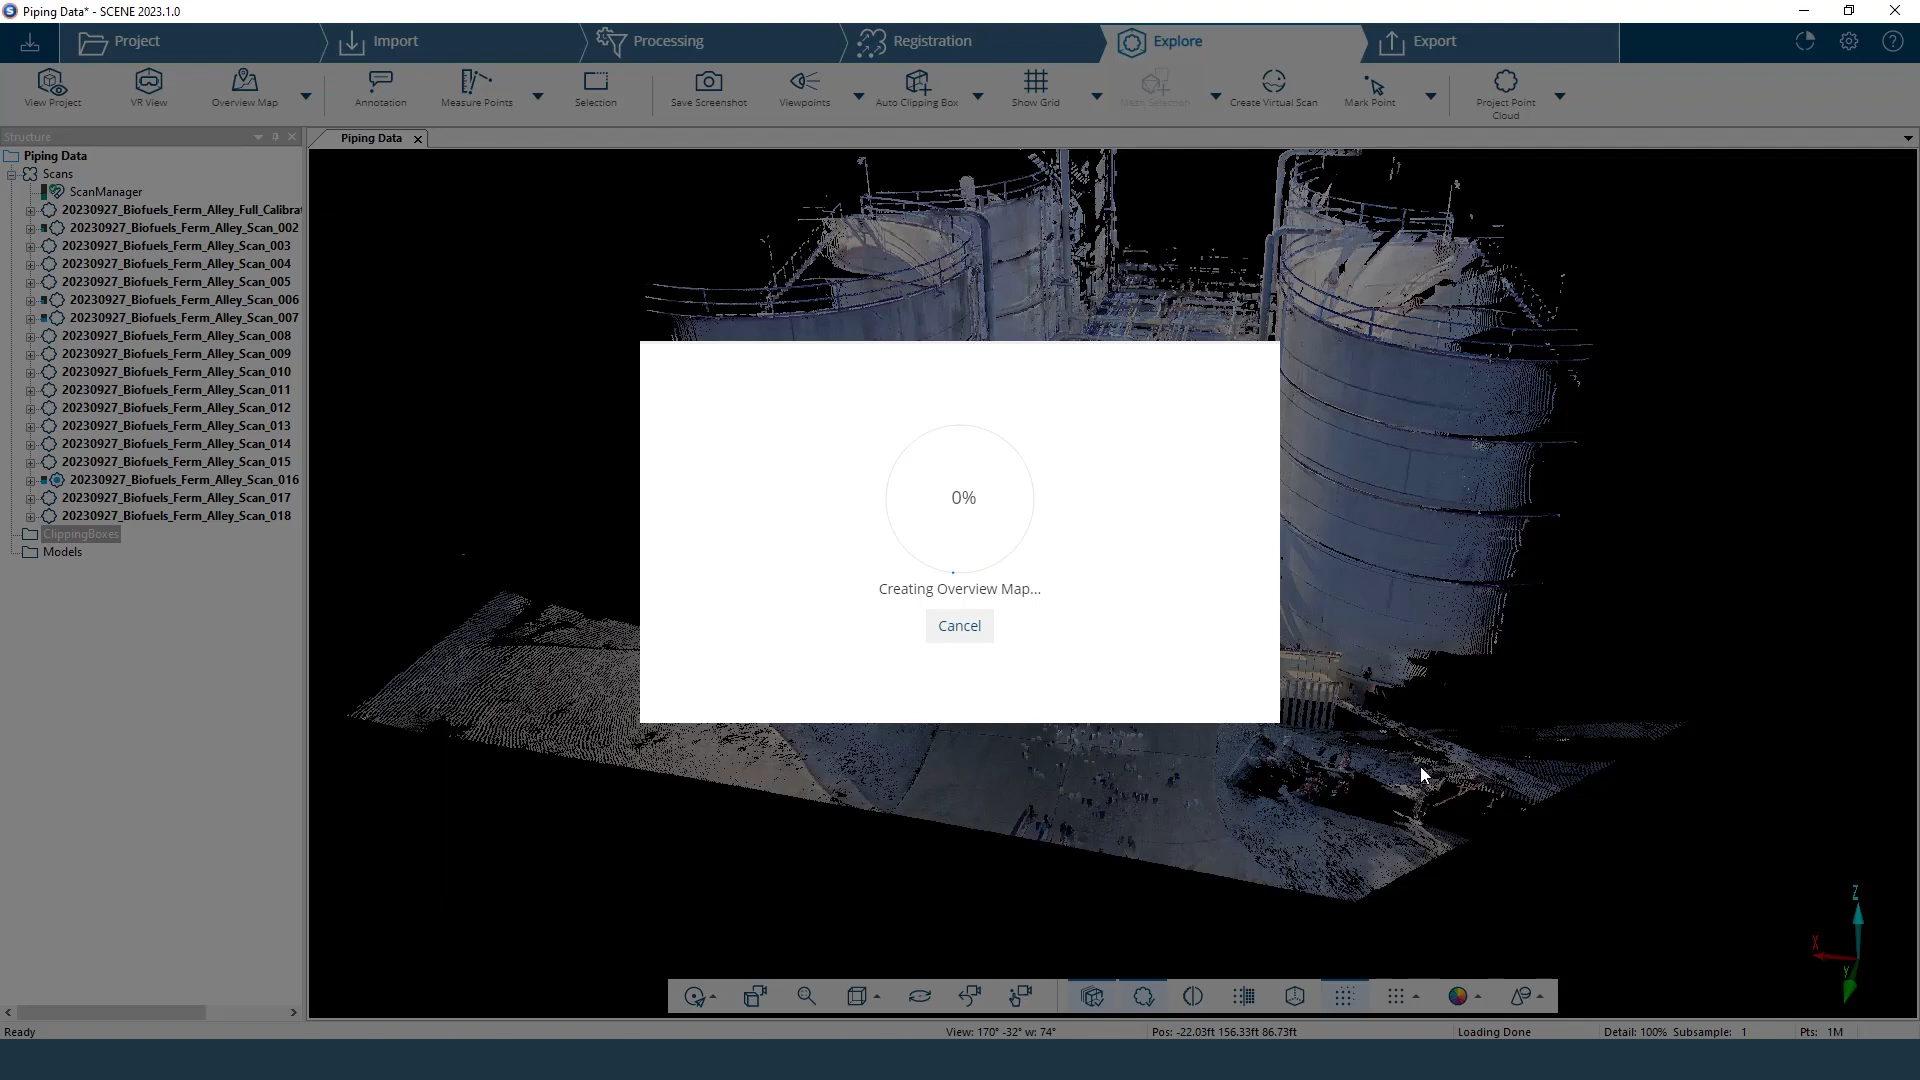 Piping Data* - SCENE 2023.1.0
Project
Import
Processing
Registration
Explore
Export
View Project
VR View
Overview Map
Annotation
Measure Points
Selection
Save Screenshot
Viewpoints
Auto Clipping Box
Show Grid
Mesh Selection
Create Virtual Scan
Mark Point
Project Point
Cloud
Structure
Piping Data
Piping Data
Scans
ScanManager
20230927_Biofuels_Ferm_Alley_Full_Calibra
20230927_Biofuels_Ferm_Alley_Scan_002
20230927_Biofuels_Ferm_Alley_Scan_003
20230927_Biofuels_Ferm_Alley_Scan_004
20230927_Biofuels_Ferm_Alley_Scan_005
20230927_Biofuels_Ferm_Alley_Scan_006
20230927_Biofuels_Ferm_Alley_Scan_007
20230927_Biofuels_Ferm_Alley_Scan_008
20230927_Biofuels_Ferm_Alley_Scan_009
20230927_Biofuels_Ferm_Alley_Scan_010
20230927_Biofuels_Ferm_Alley_Scan_011
20230927_Biofuels_Ferm_Alley_Scan_012
20230927_Biofuels_Ferm_Alley_Scan_013
20230927_Biofuels_Ferm_Alley_Scan_014
20230927_Biofuels_Ferm_Alley_Scan_015
20230927_Biofuels_Ferm_Alley_Scan_016
20230927_Biofuels_Ferm_Alley_Scan_017
20230927_Biofuels_Ferm_Alley_Scan_018
ClippingBoxes
Models
0%
Creating Overview Map...
Cancel
Z
X
Y
Ready
View: 170° -32° w: 74°
Pos: -22.03ft 156.33ft 86.73ft
Loading Done
Detail: 100% Subsample: 1
Pts: 1M